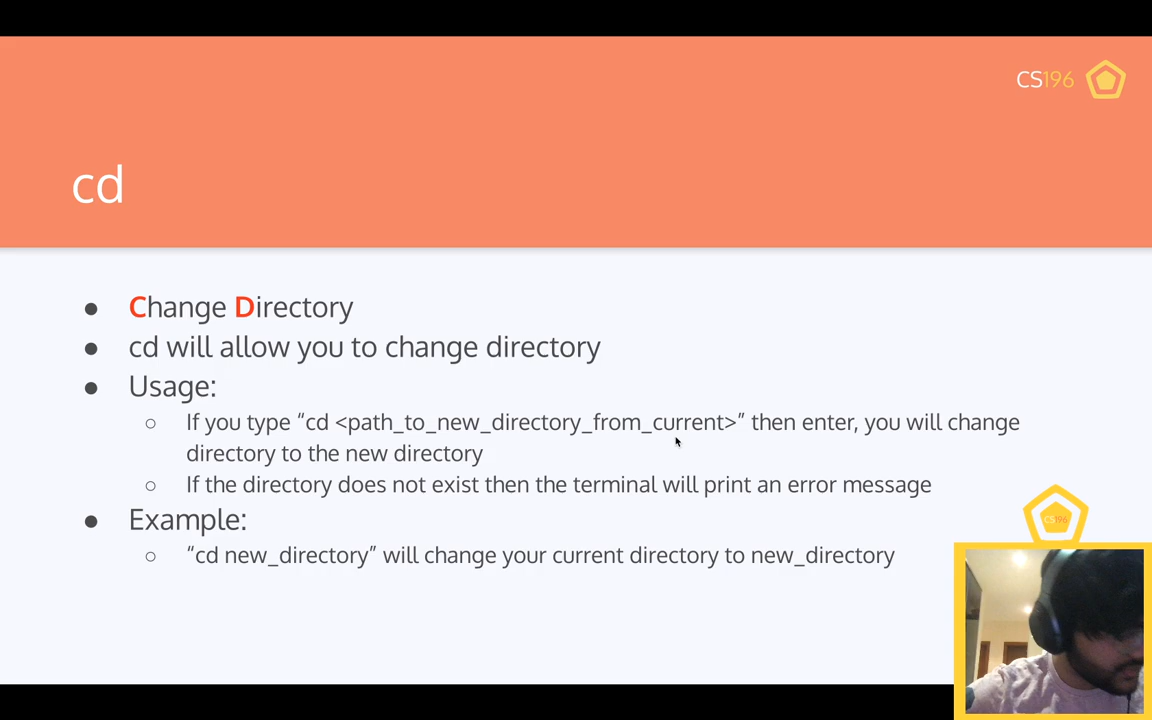 CS196
cd
● Change Directory
● cd will allow you to change directory
● Usage:
○ If you type “cd <path_to_new_directory_from_current>” then enter, you will change
directory to the new directory
○ If the directory does not exist then the terminal will print an error message
● Example:
○ “cd new_directory” will change your current directory to new_directory
CS196